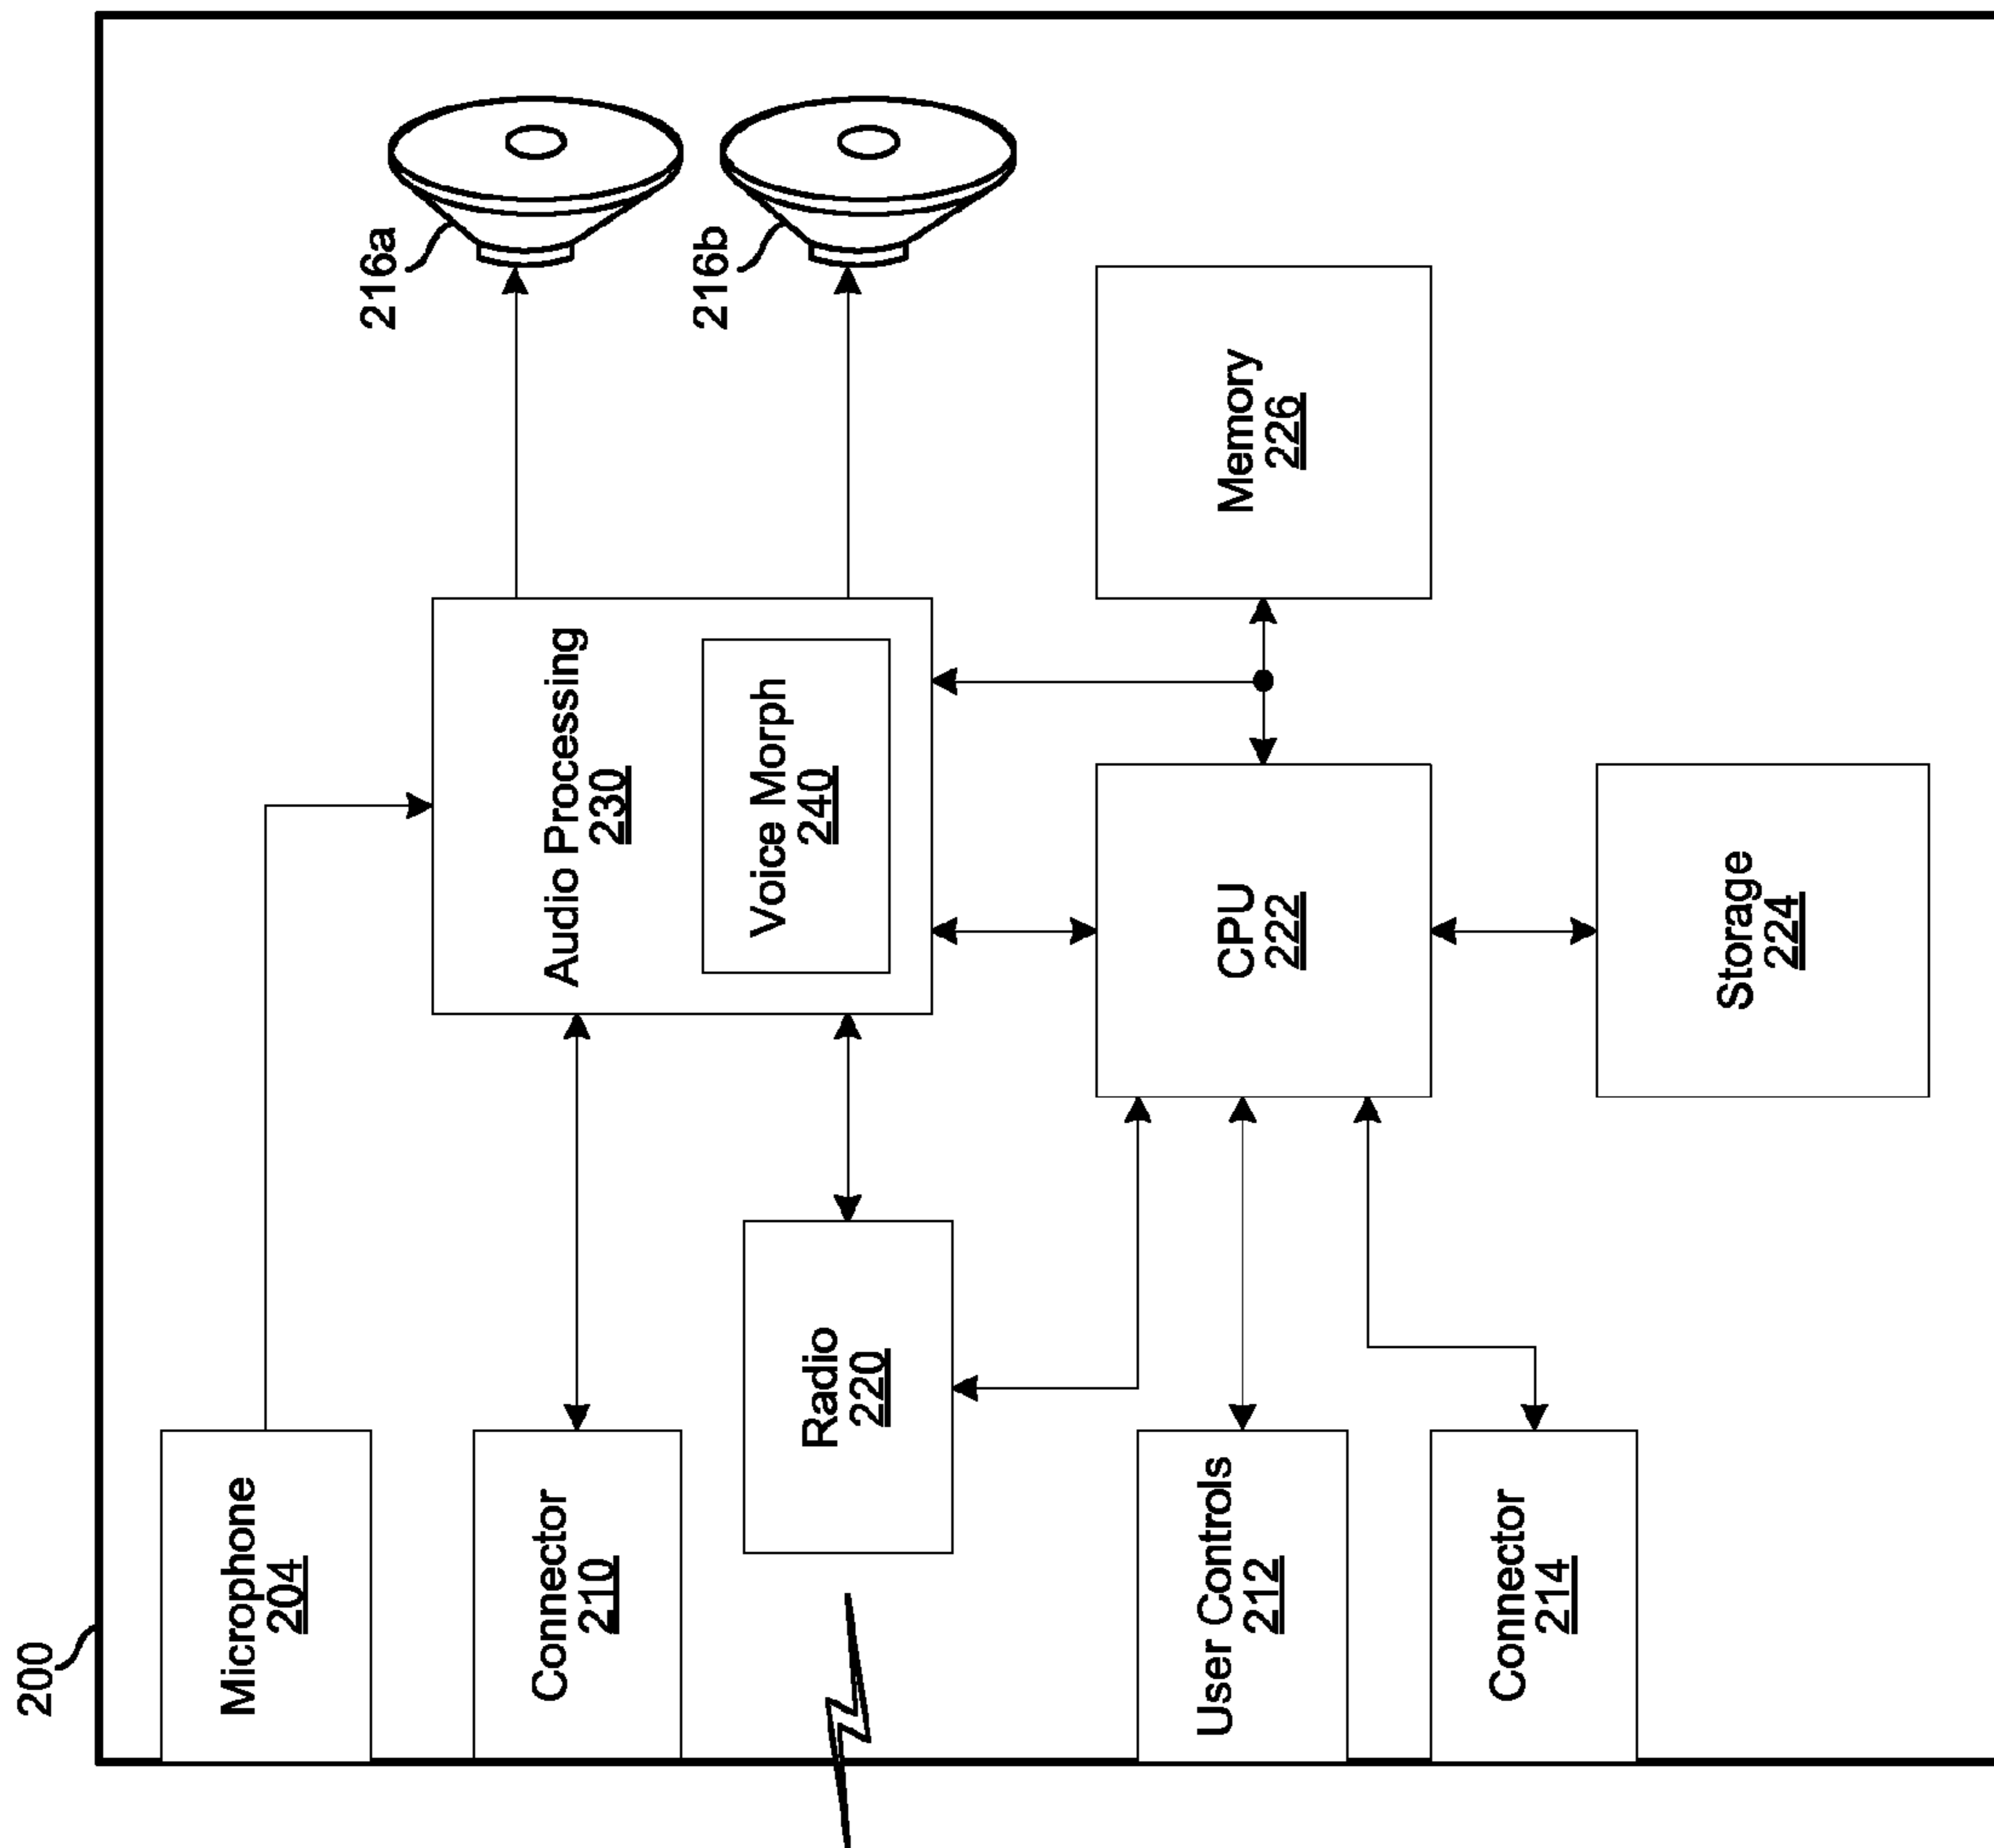 200
Microphone
204
Connector
210
Radio
220
User Controls
212
Connector
214
Audio Processing
230
Voice Morph
240
CPU
222
Storage
224
Memory
226
216a
216b